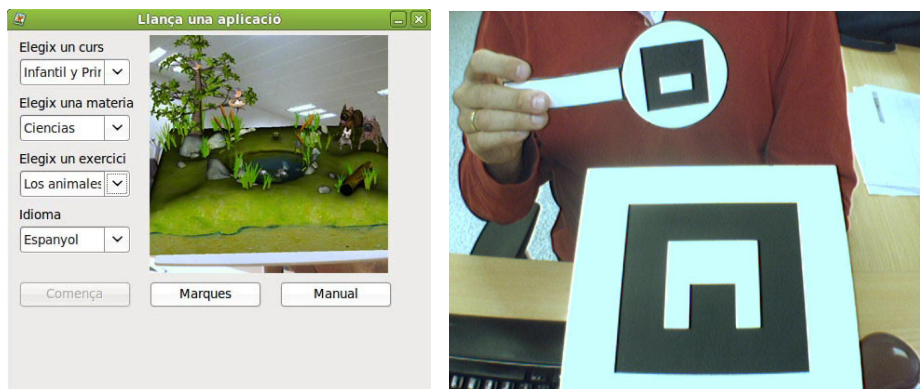 Llança una aplicació
Elegix un curs
Infantil y Prir
Elegix una materia
Ciencias
Elegix un exercici
Los animales
Idioma
Espanyol
Comença
Marques
Manual